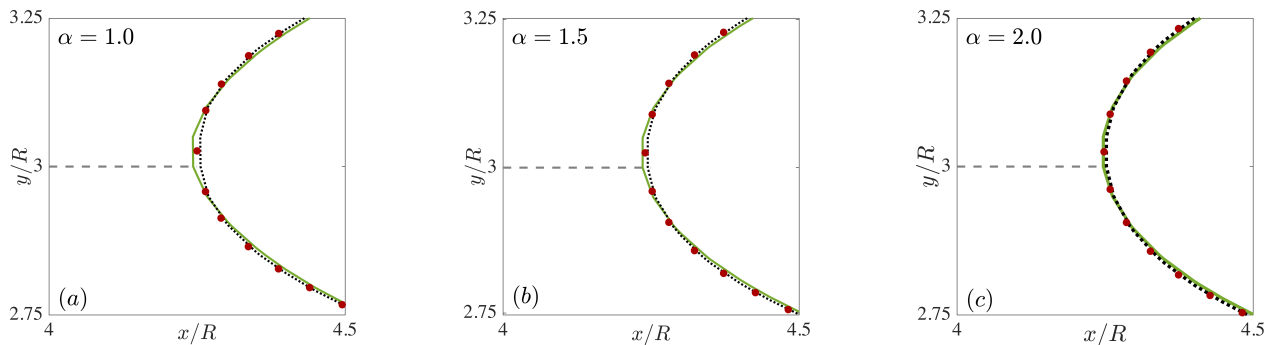 3.25
α = 1.0
y/R
3
(a)
2.75
4
x/R
4.5
3.25
α = 1.5
y/R
3
(b)
2.75
4
x/R
4.5
3.25
α = 2.0
y/R
3
(c)
2.75
4
x/R
4.5